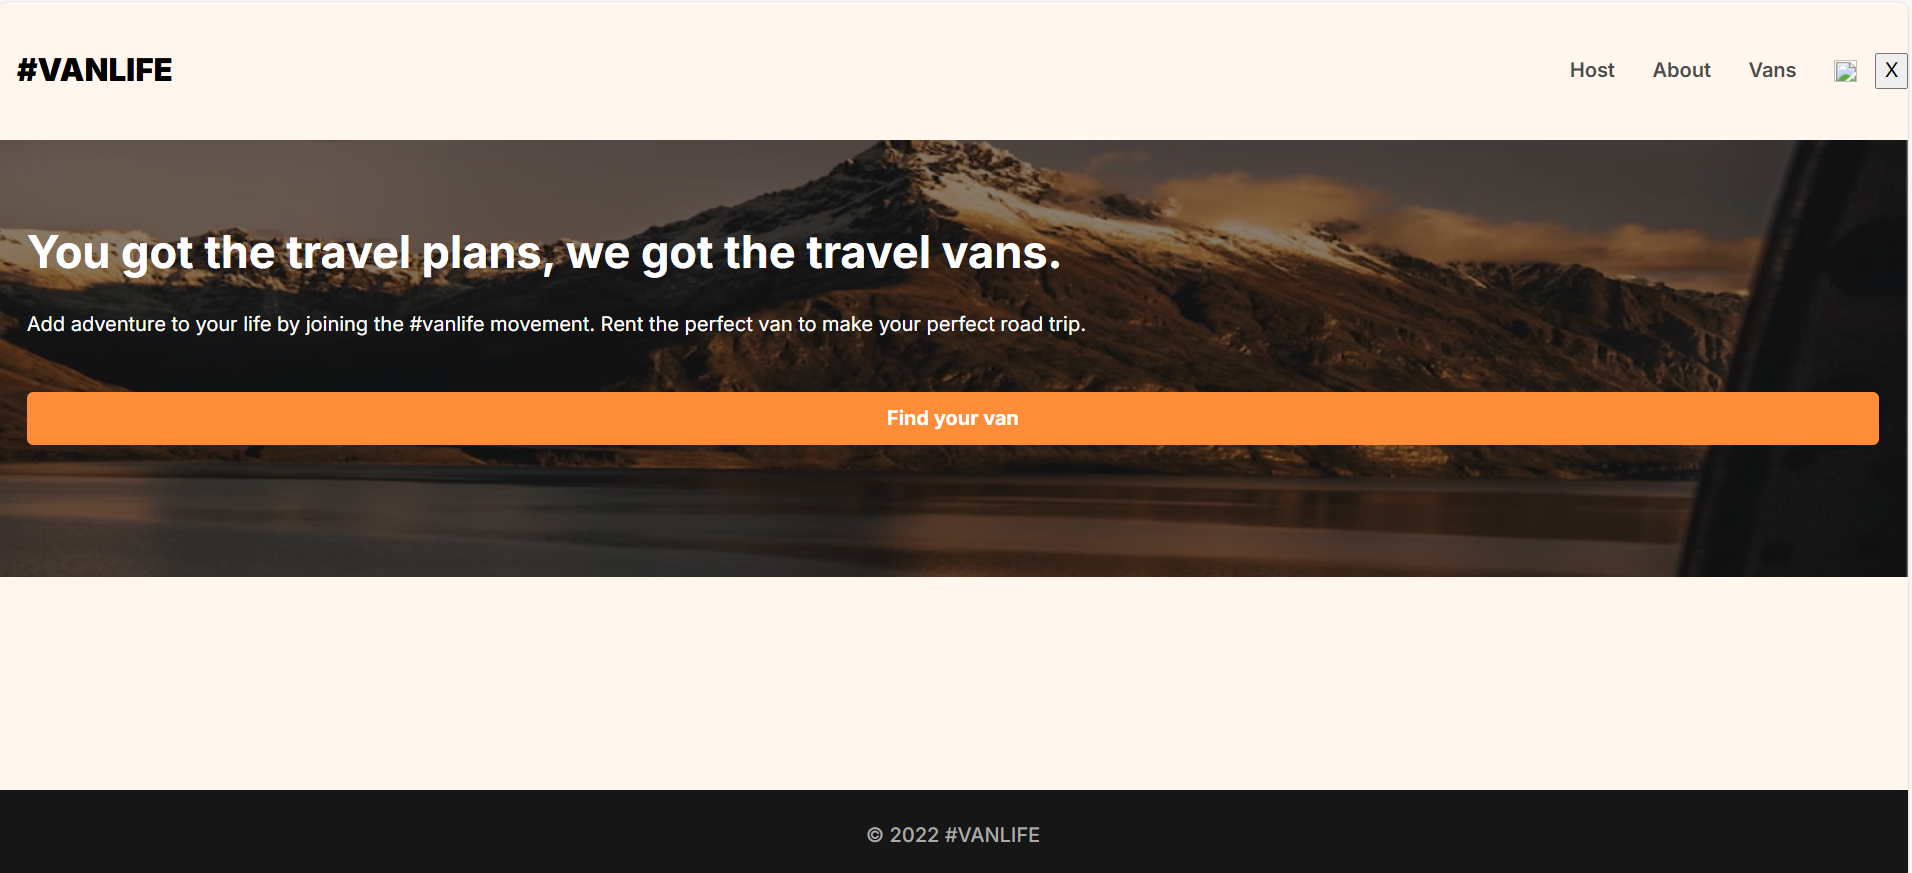 #VANLIFE
Host About Vans X
You got the travel plans, we got the travel vans.
Add adventure to your life by joining the #vanlife movement. Rent the perfect van to make your perfect road trip.
Find your van
© 2022 #VANLIFE